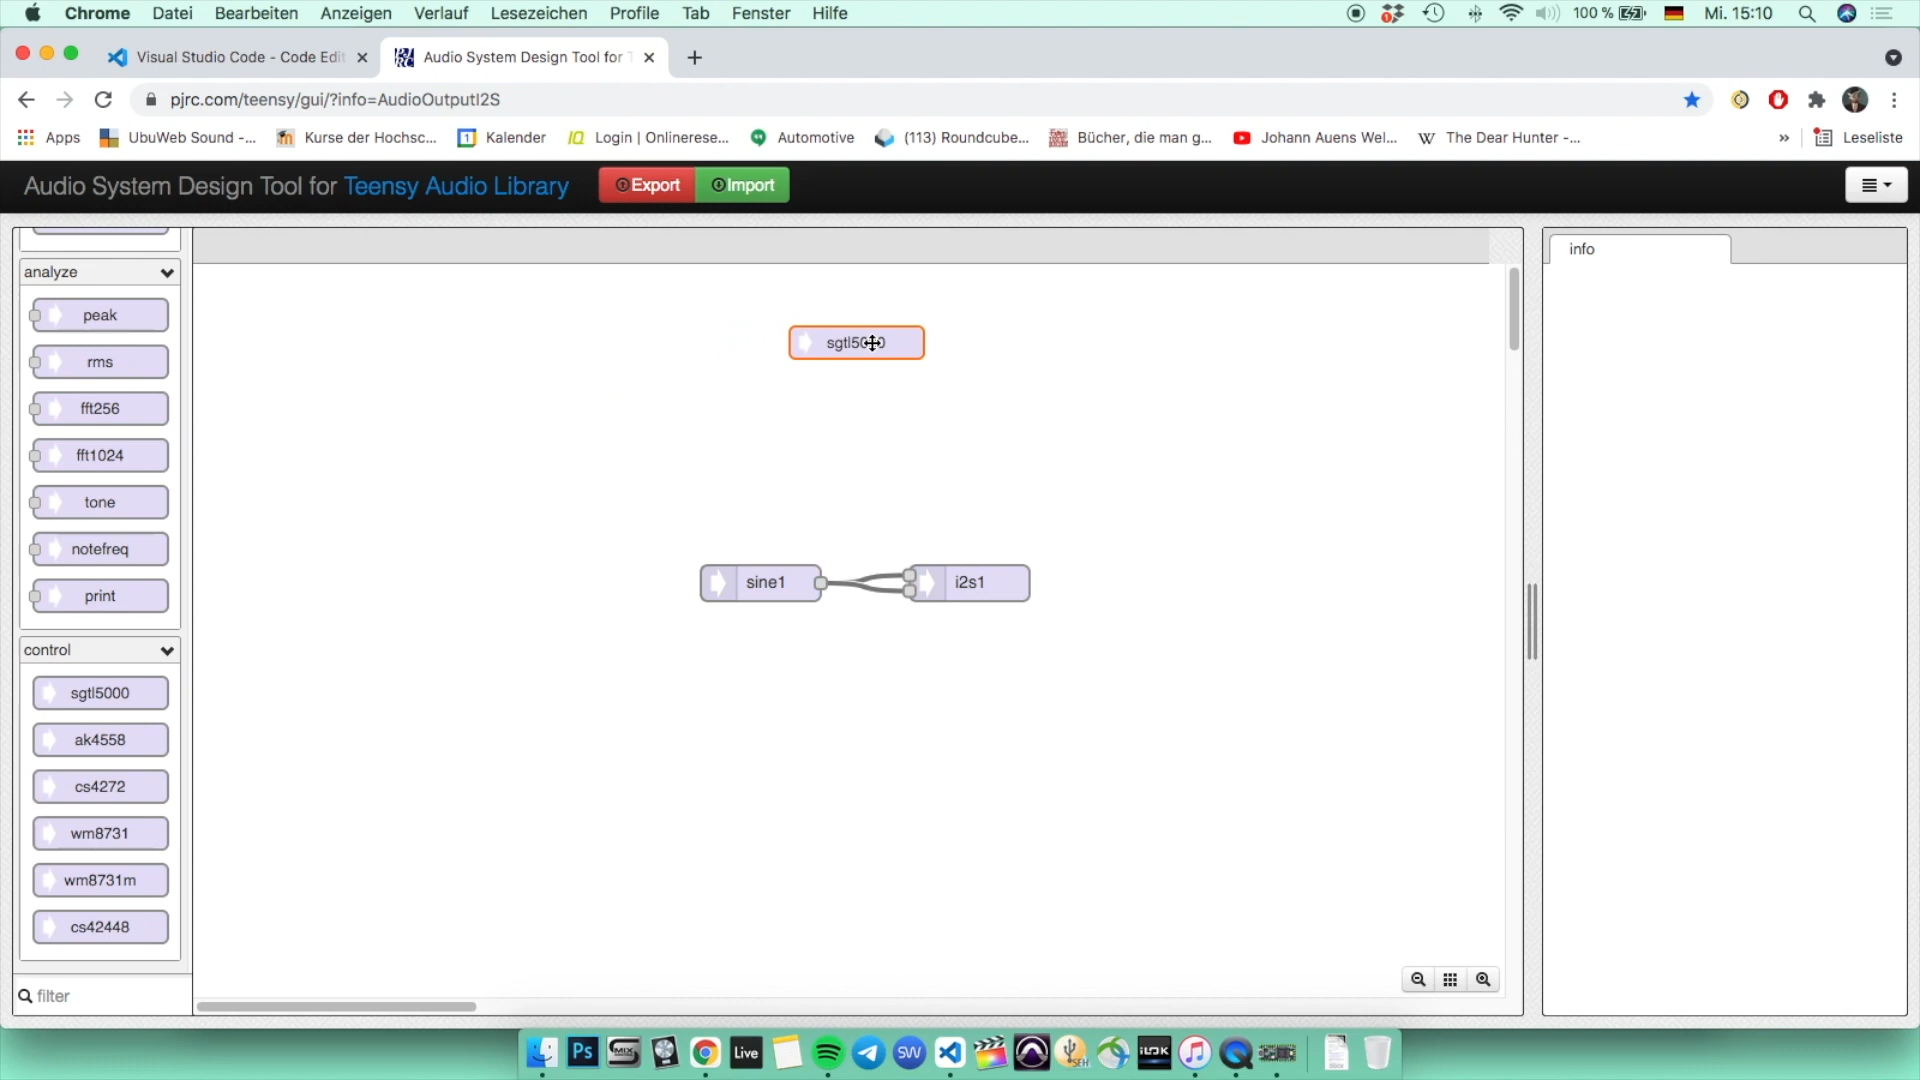 Chrome Datei Bearbeiten Anzeigen Verlauf Lesezeichen Profile Tab Fenster Hilfe 100 % Mi. 15:10
Visual Studio Code - Code Edit Audio System Design Tool for
pjrc.com/teensy/gui/?info=AudioOutputI2S
Apps UbuWeb Sound -... Kurse der Hochsc... Kalender Login | Onlinerese... Automotive (113) Roundcube... Bücher, die man g... Johann Auens Wel... The Dear Hunter -... » Leseliste
Audio System Design Tool for Teensy Audio Library Export Import
info
analyze
peak
rms
fft256
fft1024
tone
notefreq
print
control
sgtl5000
ak4558
cs4272
wm8731
wm8731m
cs42448
filter
sgtl5000
sine1 i2s1
Ps MIX Live SW SEH iLOK